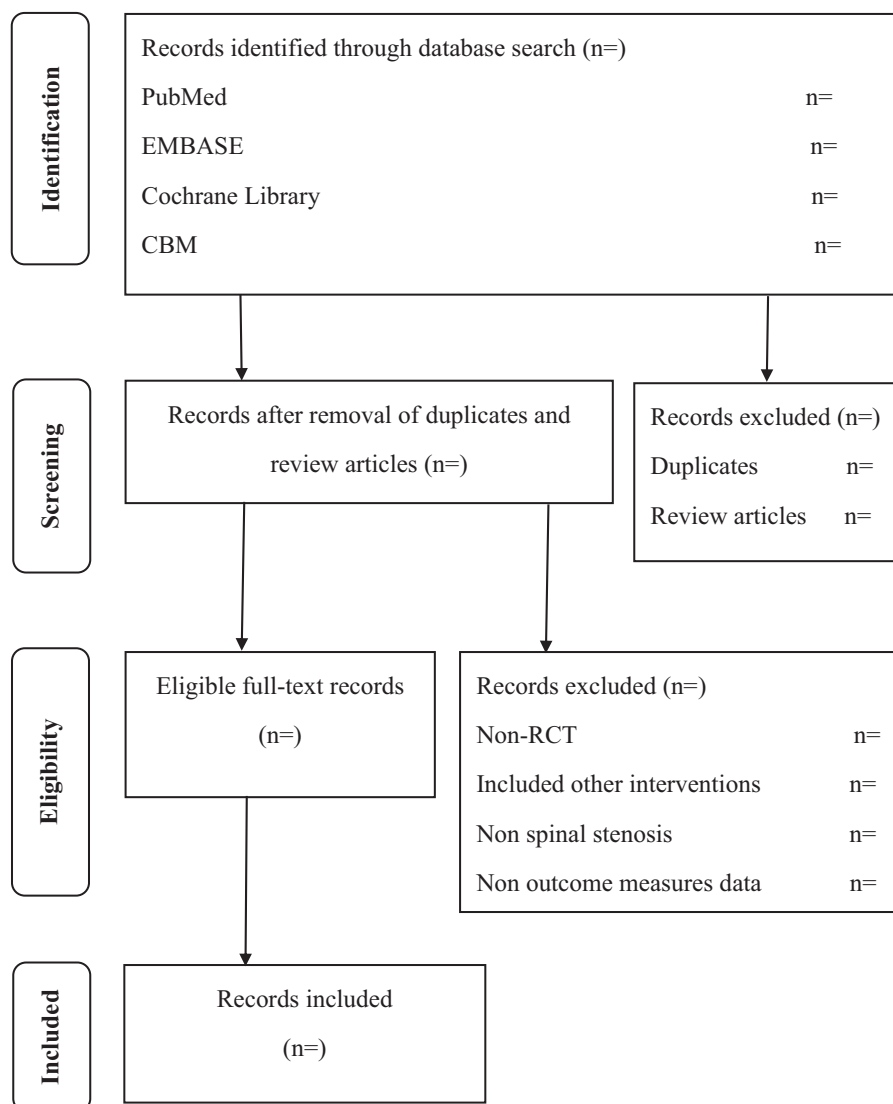 Identification
Records identified through database search (n=)
PubMed n=
EMBASE n=
Cochrane Library n=
CBM n=
Screening
Records after removal of duplicates and
review articles (n=)
Records excluded (n=)
Duplicates n=
Review articles n=
Eligibility
Eligible full-text records
(n=)
Records excluded (n=)
Non-RCT n=
Included other interventions n=
Non spinal stenosis n=
Non outcome measures data n=
Included
Records included
(n=)